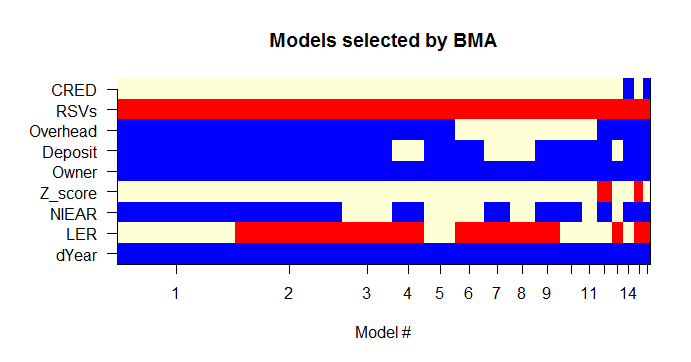 Models selected by BMA
CRED
RSVs
Overhead
Deposit
Owner
Z_score
NIEAR
LER
dYear
1 2 3 4 5 6 7 8 9 11 14
Model #